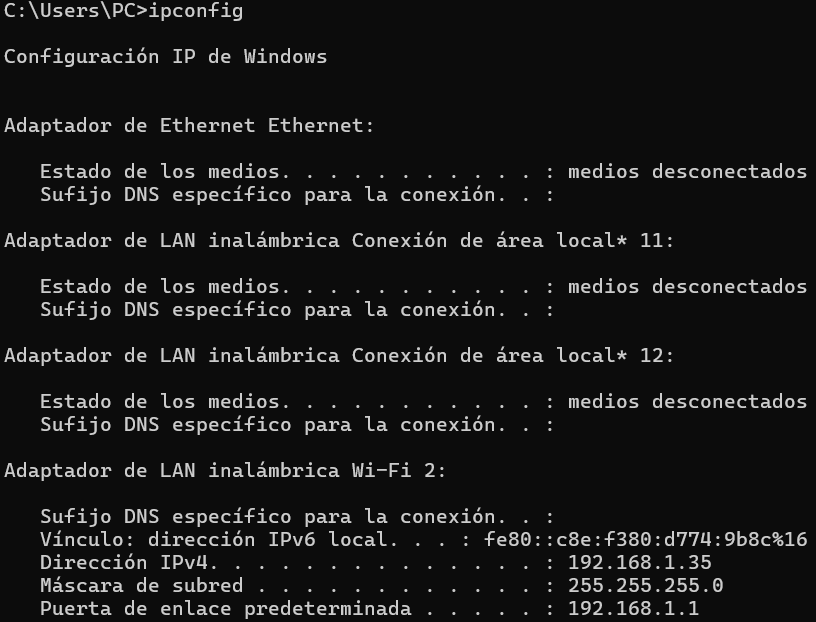 C:\Users\PC>ipconfig
Configuración IP de Windows
Adaptador de Ethernet Ethernet:
   Estado de los medios. . . . . . . . . . . : medios desconectados
   Sufijo DNS específico para la conexión. . :
Adaptador de LAN inalámbrica Conexión de área local* 11:
   Estado de los medios. . . . . . . . . . . : medios desconectados
   Sufijo DNS específico para la conexión. . :
Adaptador de LAN inalámbrica Conexión de área local* 12:
   Estado de los medios. . . . . . . . . . . : medios desconectados
   Sufijo DNS específico para la conexión. . :
Adaptador de LAN inalámbrica Wi-Fi 2:
   Sufijo DNS específico para la conexión. . :
   Vínculo: dirección IPv6 local. . . : fe80::c8e:f380:d774:9b8c%16
   Dirección IPv4. . . . . . . . . . . . . . : 192.168.1.35
   Máscara de subred . . . . . . . . . . . . : 255.255.255.0
   Puerta de enlace predeterminada . . . . . : 192.168.1.1